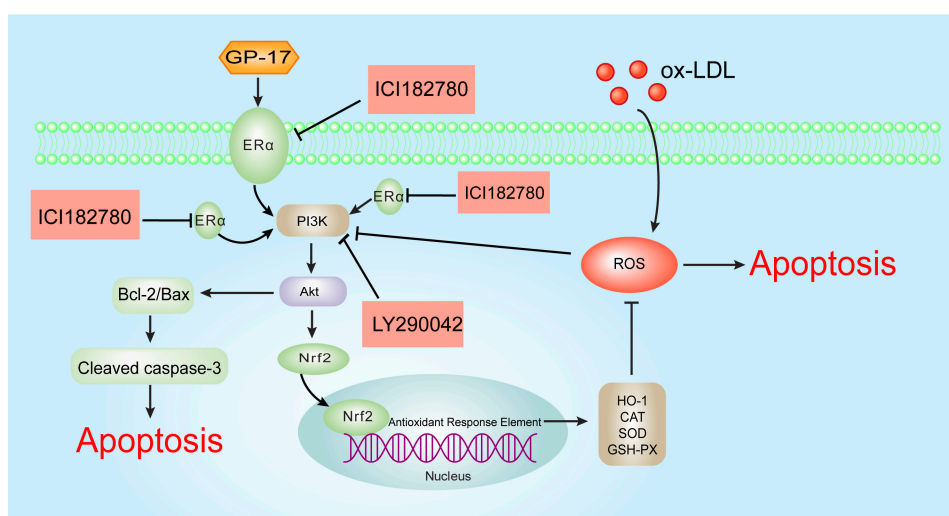 GP-17
ICI182780
ox-LDL
ERα
ICI182780
ERα
PI3K
ERα
ICI182780
ROS
Apoptosis
Bcl-2/Bax
Akt
LY290042
Nrf2
Cleaved caspase-3
Apoptosis
Nrf2
Antioxidant Response Element
Nucleus
HO-1
CAT
SOD
GSH-PX